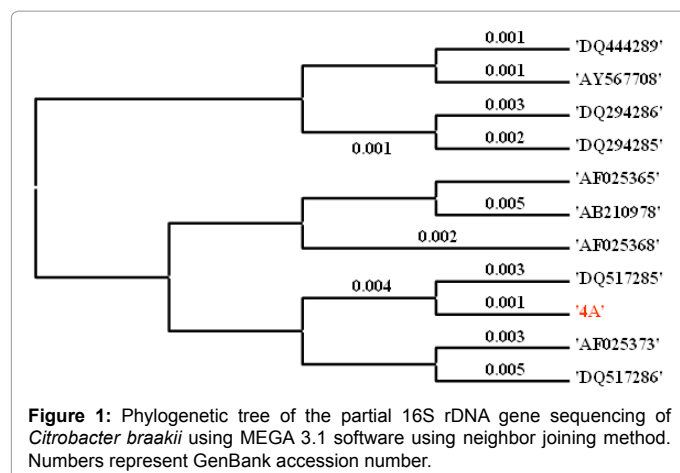 0.001
'DQ444289'
0.001
'AY567708'
0.003
'DQ294286'
0.001
0.002
'DQ294285'
'AF025365'
0.005
'AB210978'
0.002
'AF025368'
0.003
'DQ517285'
0.004
0.001
'4A'
0.003
'AF025373'
0.005
'DQ517286'
Figure 1: Phylogenetic tree of the partial 16S rDNA gene sequencing of
Citrobacter braakii using MEGA 3.1 software using neighbor joining method.
Numbers represent GenBank accession number.